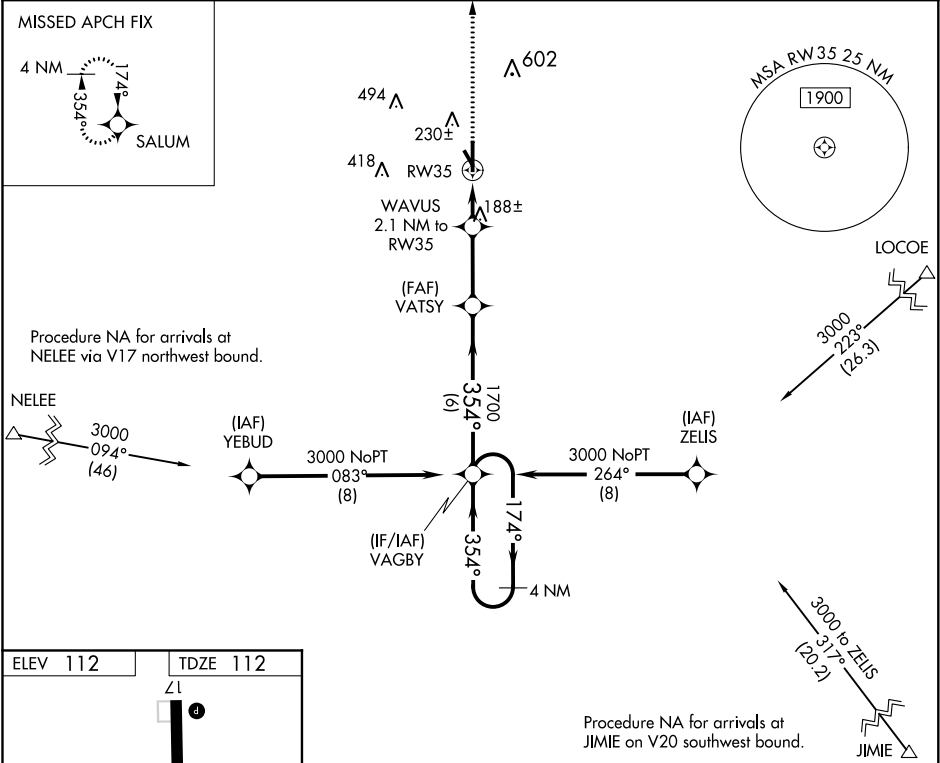 MISSED APCH FIX
4 NM
174°
354°
SALUM
602
494
230±
418
RW35
WAVUS
2.1 NM to
RW35
188±
MSA RW35 25 NM
1900
LOCOE
3000
223°
(26.3)
(FAF)
VATSY
Procedure NA for arrivals at
NELEE via V17 northwest bound.
NELEE
3000
094°
(46)
(IAF)
YEBUD
3000 NoPT
083°
(8)
1700
354°
(6)
(IAF)
ZELIS
3000 NoPT
264°
(8)
(IF/IAF)
VAGBY
354°
174°
4 NM
3000 to ZELIS
317°
(20.2)
JIMIE
Procedure NA for arrivals at
JIMIE on V20 southwest bound.
ELEV 112
TDZE 112
17
P